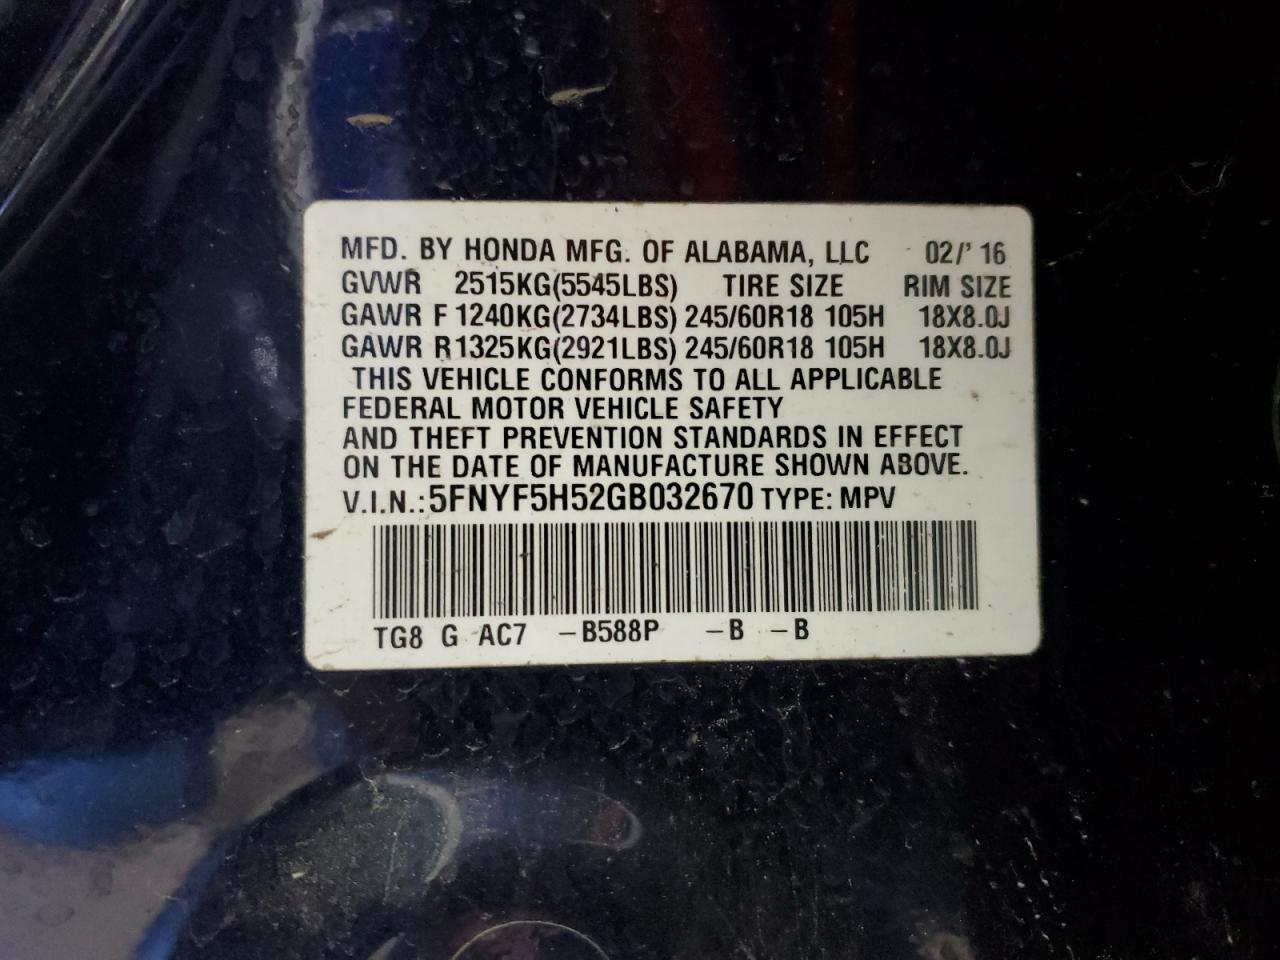 MFD. BY HONDA MFG. OF ALABAMA, LLC 02/' 16
GVWR 2515KG(5545LBS) TIRE SIZE RIM SIZE
GAWR F 1240KG(2734LBS) 245/60R18 105H 18X8.0J
GAWR R1325KG(2921LBS) 245/60R18 105H 18X8.0J
THIS VEHICLE CONFORMS TO ALL APPLICABLE
FEDERAL MOTOR VEHICLE SAFETY
AND THEFT PREVENTION STANDARDS IN EFFECT
ON THE DATE OF MANUFACTURE SHOWN ABOVE.
V.I.N.: 5FNYF5H52GB032670 TYPE: MPV
TG8 G AC7 –B588P –B –B